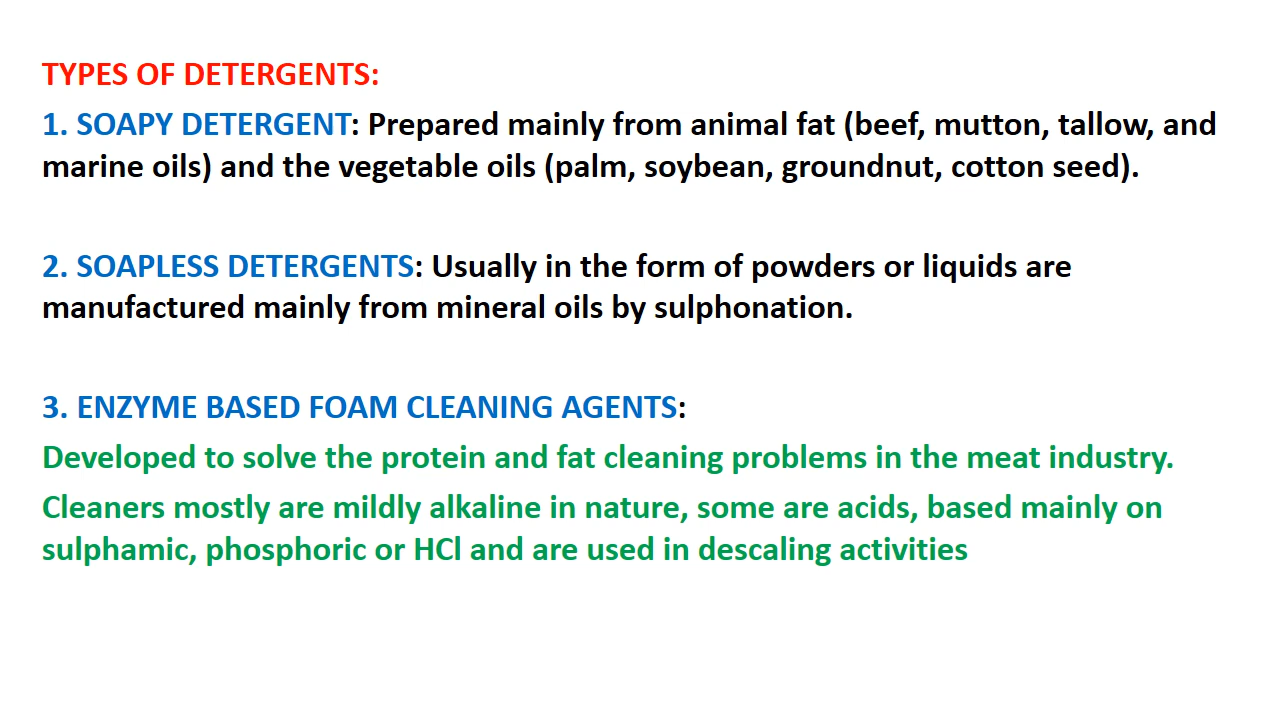 TYPES OF DETERGENTS:
1. SOAPY DETERGENT: Prepared mainly from animal fat (beef, mutton, tallow, and
marine oils) and the vegetable oils (palm, soybean, groundnut, cotton seed).
2. SOAPLESS DETERGENTS: Usually in the form of powders or liquids are
manufactured mainly from mineral oils by sulphonation.
3. ENZYME BASED FOAM CLEANING AGENTS:
Developed to solve the protein and fat cleaning problems in the meat industry.
Cleaners mostly are mildly alkaline in nature, some are acids, based mainly on
sulphamic, phosphoric or HCl and are used in descaling activities